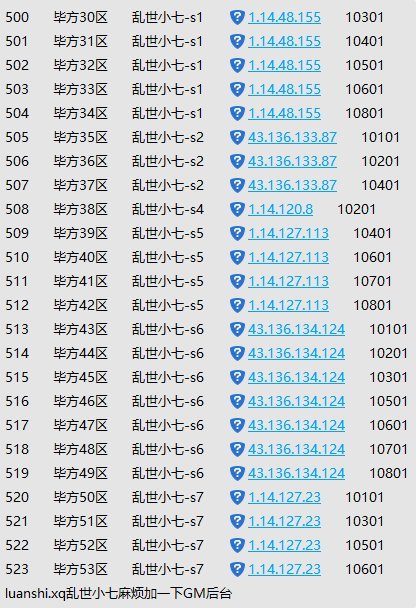 500 毕方30区 乱世小七-s1 1.14.48.155 10301
501 毕方31区 乱世小七-s1 1.14.48.155 10401
502 毕方32区 乱世小七-s1 1.14.48.155 10501
503 毕方33区 乱世小七-s1 1.14.48.155 10601
504 毕方34区 乱世小七-s1 1.14.48.155 10801
505 毕方35区 乱世小七-s2 43.136.133.87 10101
506 毕方36区 乱世小七-s2 43.136.133.87 10201
507 毕方37区 乱世小七-s2 43.136.133.87 10401
508 毕方38区 乱世小七-s4 1.14.120.8 10201
509 毕方39区 乱世小七-s5 1.14.127.113 10401
510 毕方40区 乱世小七-s5 1.14.127.113 10601
511 毕方41区 乱世小七-s5 1.14.127.113 10701
512 毕方42区 乱世小七-s5 1.14.127.113 10801
513 毕方43区 乱世小七-s6 43.136.134.124 10101
514 毕方44区 乱世小七-s6 43.136.134.124 10201
515 毕方45区 乱世小七-s6 43.136.134.124 10301
516 毕方46区 乱世小七-s6 43.136.134.124 10501
517 毕方47区 乱世小七-s6 43.136.134.124 10601
518 毕方48区 乱世小七-s6 43.136.134.124 10701
519 毕方49区 乱世小七-s6 43.136.134.124 10801
520 毕方50区 乱世小七-s7 1.14.127.23 10101
521 毕方51区 乱世小七-s7 1.14.127.23 10301
522 毕方52区 乱世小七-s7 1.14.127.23 10501
523 毕方53区 乱世小七-s7 1.14.127.23 10601
luanshi.xq乱世小七麻烦加一下GM后台